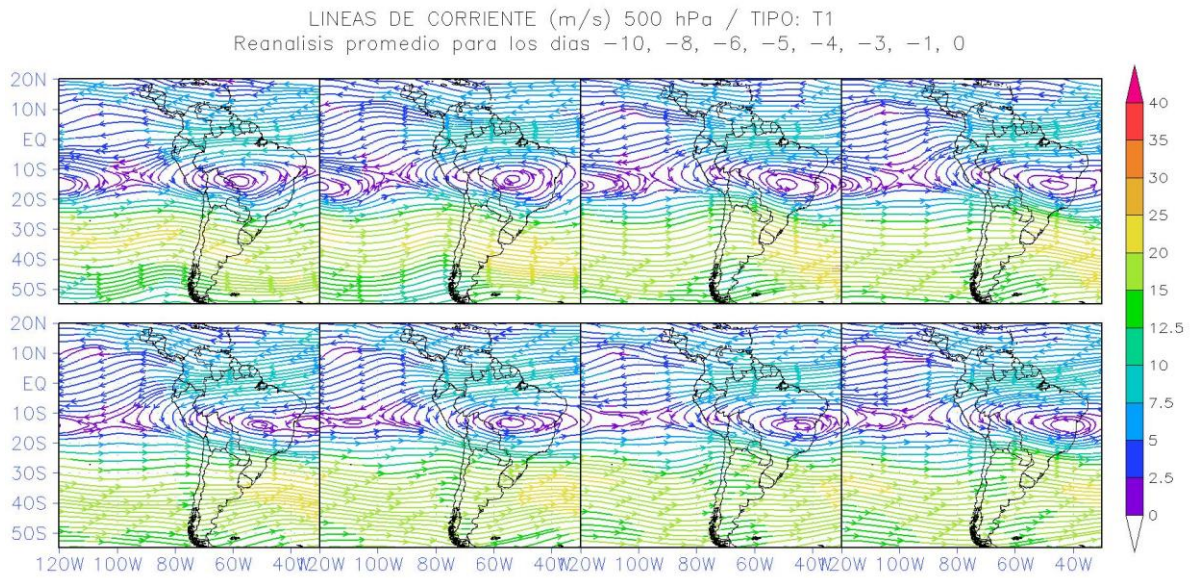 LINEAS DE CORRIENTE (m/s) 500 hPa / TIPO: T1
Reanalisis promedio para los dias −10, −8, −6, −5, −4, −3, −1, 0
20N
10N
EQ
10S
20S
30S
40S
50S
20N
10N
EQ
10S
20S
30S
40S
50S
120W 100W 80W 60W 40W 120W 100W 80W 60W 40W 120W 100W 80W 60W 40W 120W 100W 80W 60W 40W
40
35
30
25
20
15
12.5
10
7.5
5
2.5
0